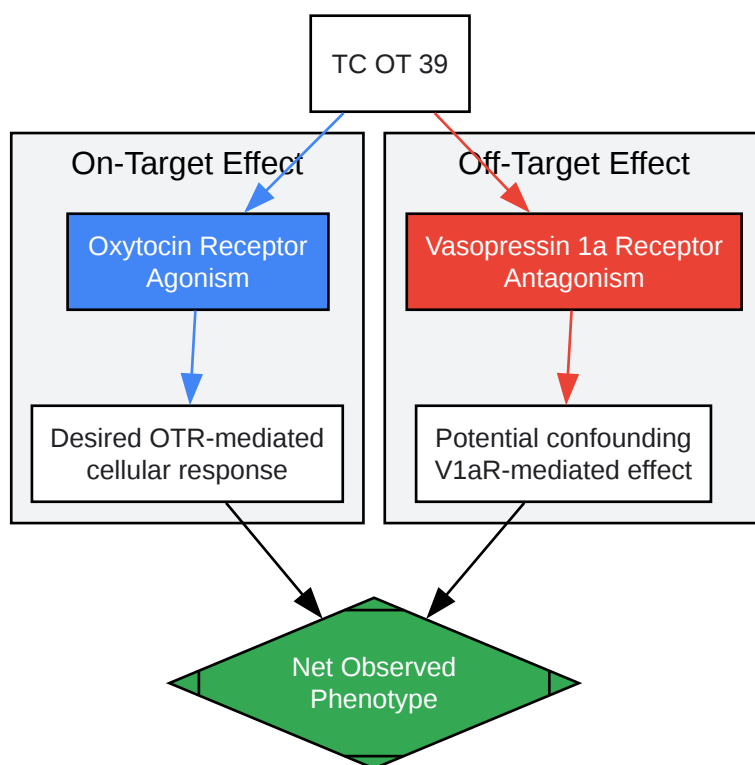 TC OT 39
On-Target Effect
Off-Target Effect
Oxytocin Receptor
Agonism
Vasopressin 1a Receptor
Antagonism
Desired OTR-mediated
cellular response
Potential confounding
V1aR-mediated effect
Net Observed
Phenotype